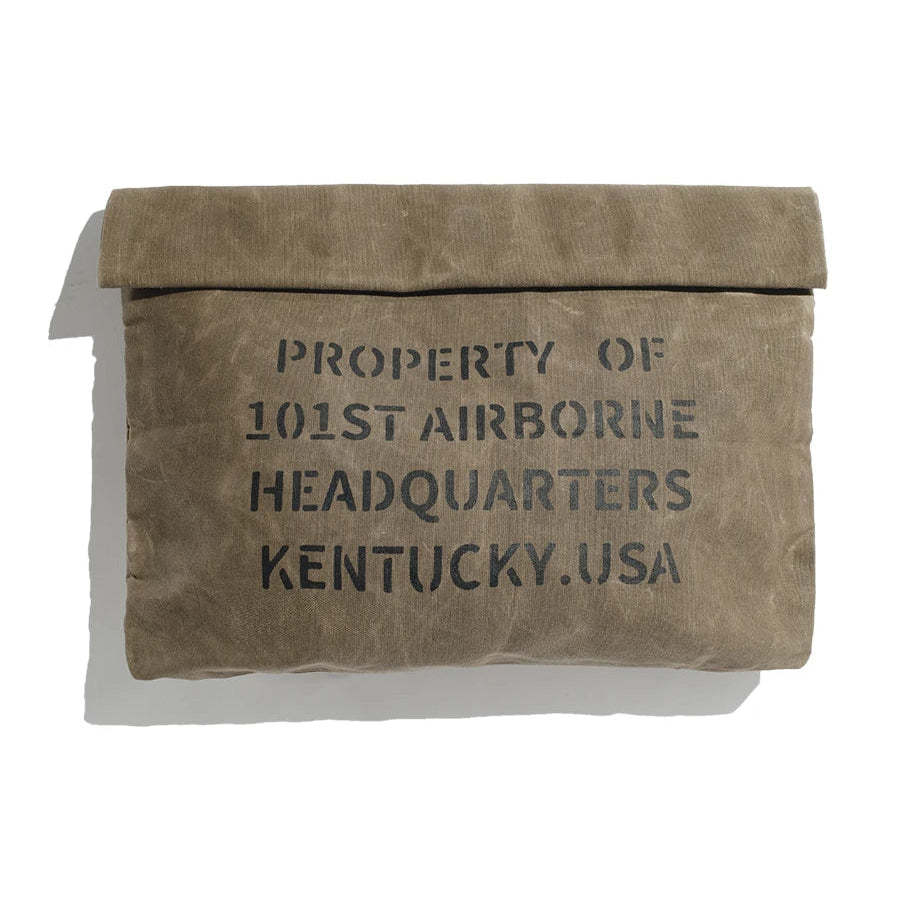 PROPERTY OF
101ST AIRBORNE
HEADQUARTERS
KENTUCKY.USA